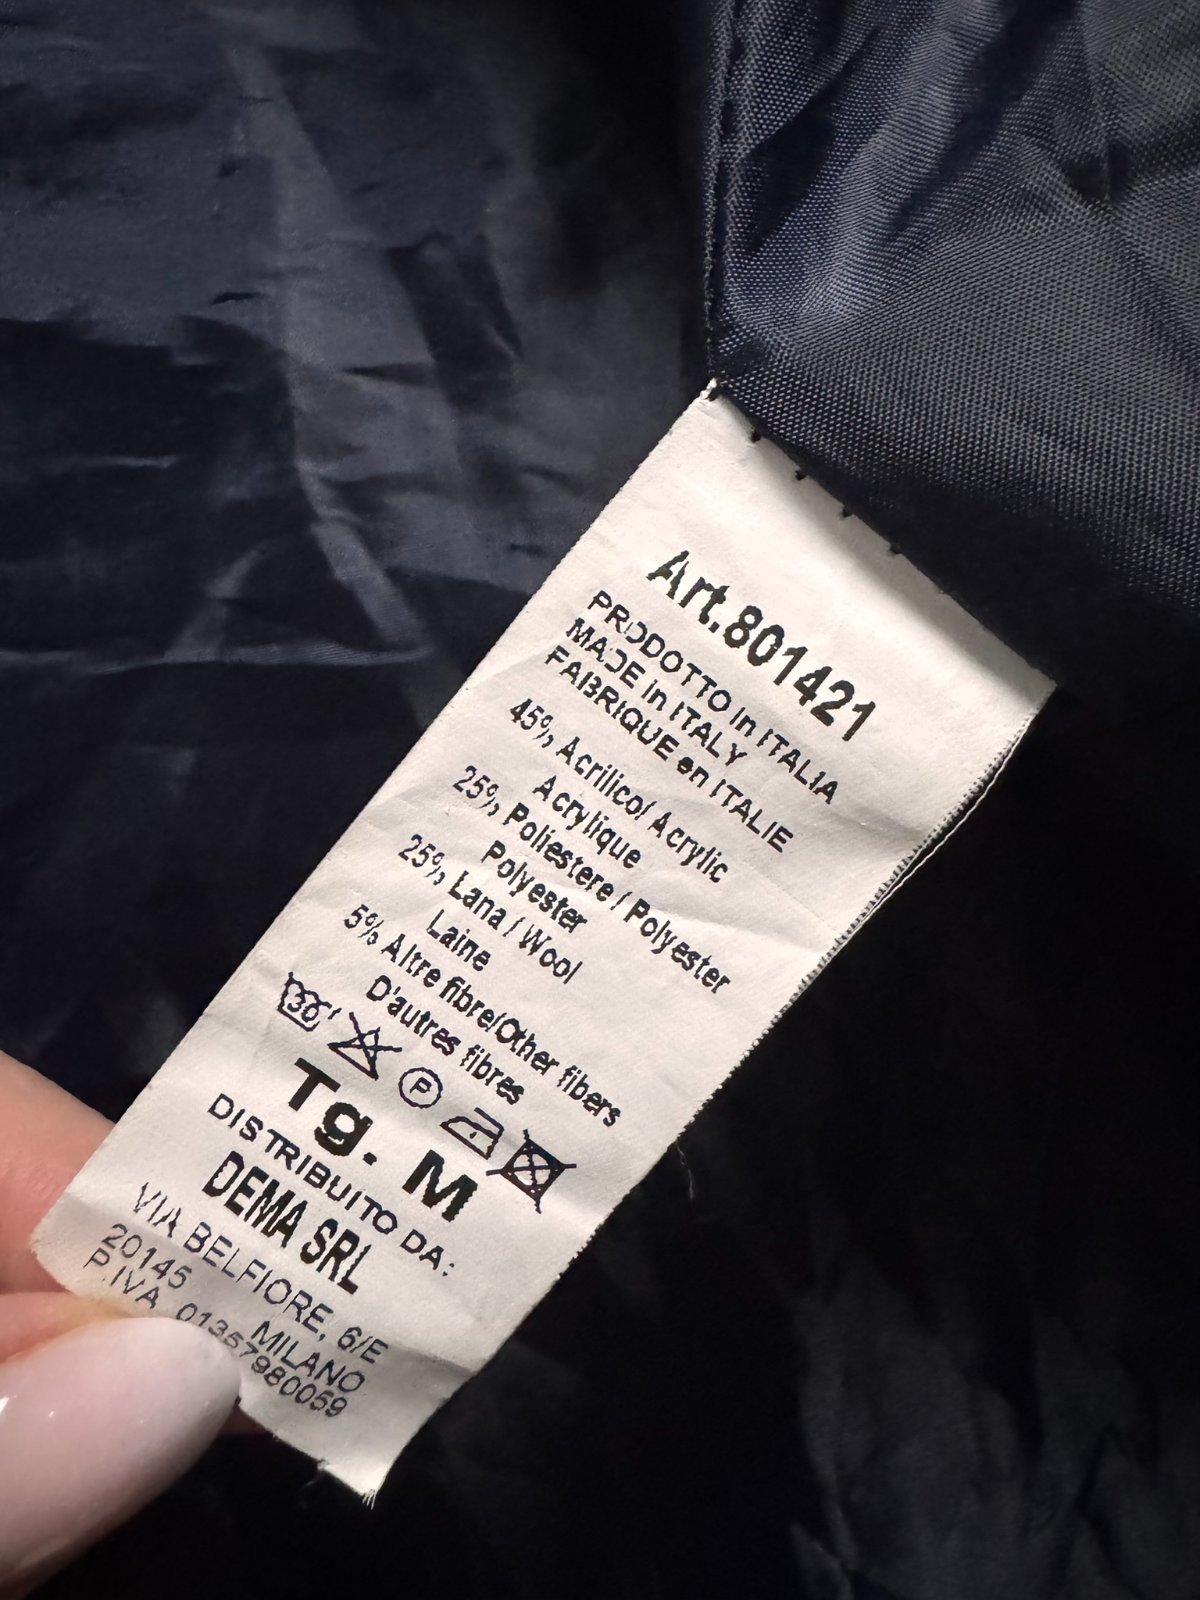 Art.801421
PRODOTTO in ITALIA
MADE in ITALY
FABRIQUE en ITALIE
45% Acrilico/ Acrylic
Acrylique
25% Poliestere / Polyester
Polyester
25% Lana / Wool
Laine
5% Altre fibre/Other fibers
D'autres fibres
30
P
Tg. M
DISTRIBUITO DA:
DEMA SRL
VIA BELFIORE, 6/E
20145 MILANO
P.IVA 01357980059